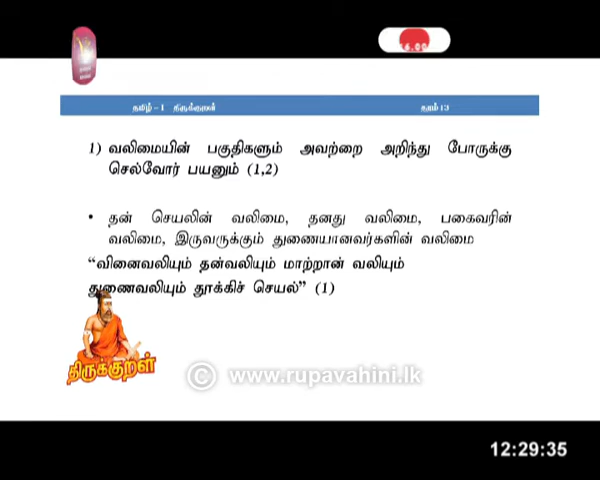 தமிழ் – 1 திருக்குறள் தரம் 13
1) வலிமையின் பகுதிகளும் அவற்றை அறிந்து போருக்கு
செல்வோர் பயனும் (1,2)
• தன் செயலின் வலிமை, தனது வலிமை, பகைவரின்
வலிமை, இருவருக்கும் துணையானவர்களின் வலிமை
“வினைவலியும் தன்வலியும் மாற்றான் வலியும்
துணைவலியும் தூக்கிச் செயல்” (1)
திருக்குறள்
© www.rupavahini.lk
12:29:35